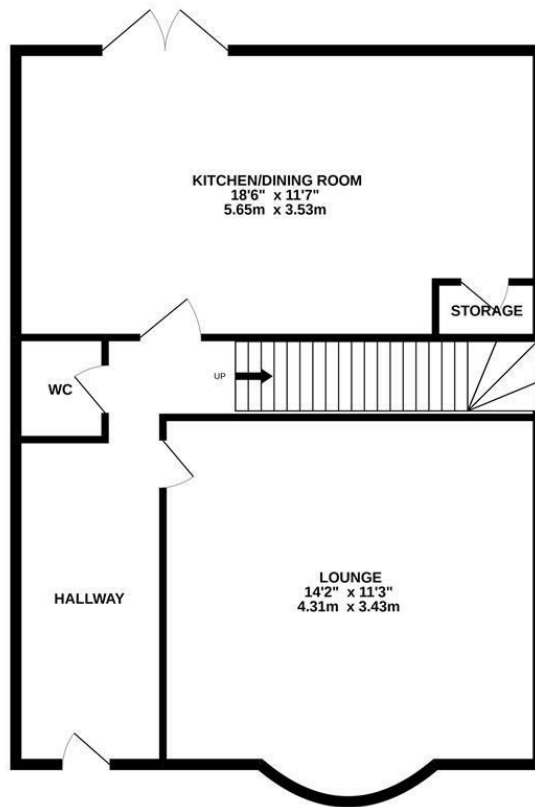 KITCHEN/DINING ROOM
18'6" x 11'7"
5.65m x 3.53m
STORAGE
UP
WC
LOUNGE
14'2" x 11'3"
4.31m x 3.43m
HALLWAY